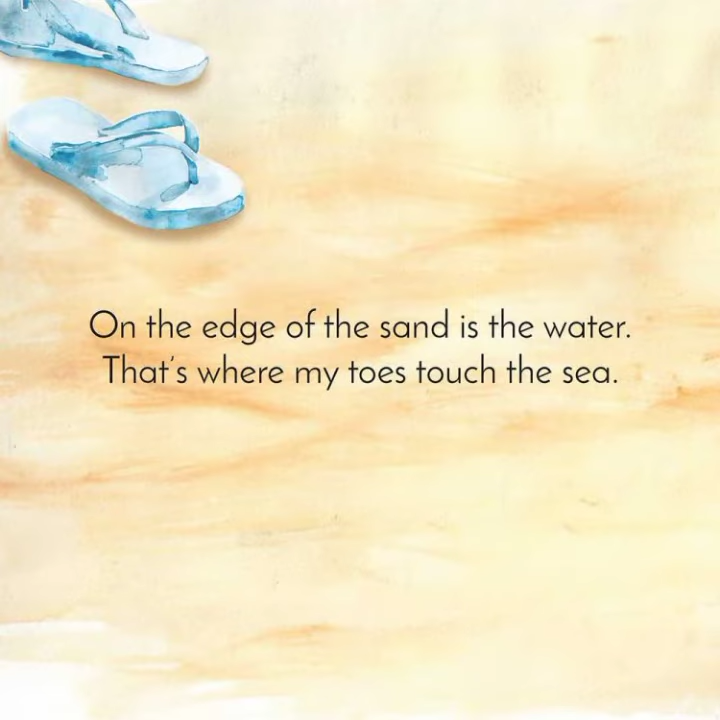 On the edge of the sand is the water.
That's where my toes touch the sea.